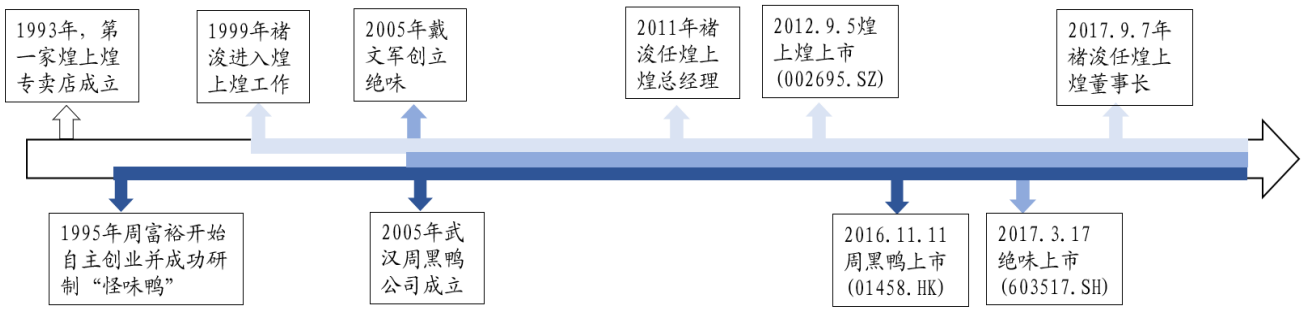 1993年，第
一家煌上煌
专卖店成立
1999年褚
浚进入煌
上煌工作
2005年戴
文军创立
绝味
2011年褚
浚任煌上
煌总经理
2012.9.5煌
上煌上市
(002695.SZ)
2017.9.7年
褚浚任煌上
煌董事长
1995年周富裕开始
自主创业并成功研
制“怪味鸭”
2005年武
汉周黑鸭
公司成立
2016.11.11
周黑鸭上市
(01458.HK)
2017.3.17
绝味上市
(603517.SH)